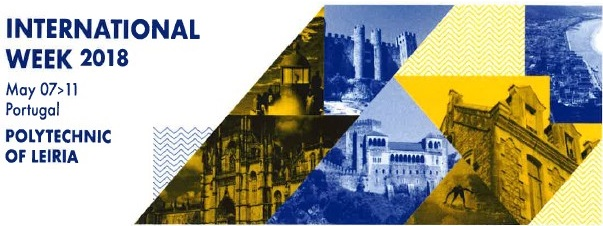 INTERNATIONAL
WEEK 2018
May 07>11
Portugal
POLYTECHNIC
OF LEIRIA